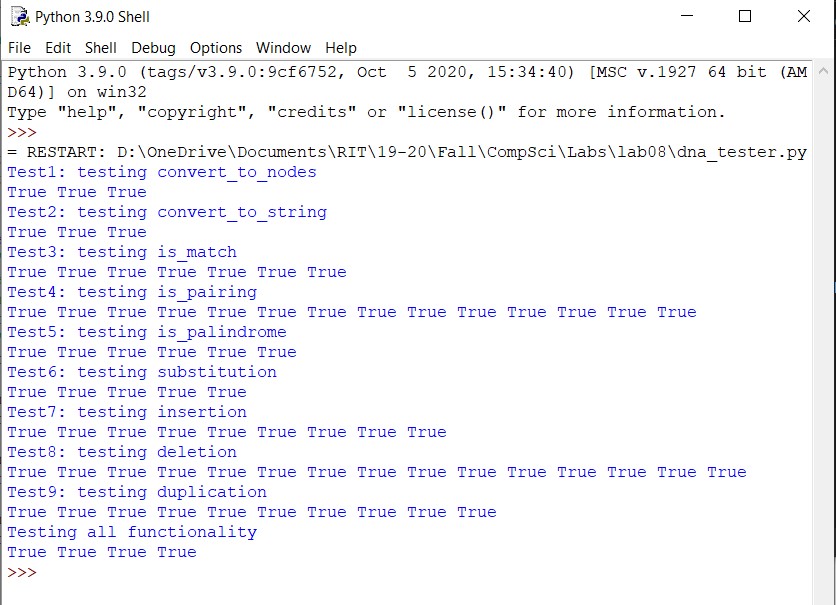 Python 3.9.0 Shell
File Edit Shell Debug Options Window Help
Python 3.9.0 (tags/v3.9.0:9cf6752, Oct  5 2020, 15:34:40) [MSC v.1927 64 bit (AM
D64)] on win32
Type "help", "copyright", "credits" or "license()" for more information.
>>>
= RESTART: D:\OneDrive\Documents\RIT\19-20\Fall\CompSci\Labs\lab08\dna_tester.py
Test1: testing convert_to_nodes
True True True
Test2: testing convert_to_string
True True True
Test3: testing is_match
True True True True True True True
Test4: testing is_pairing
True True True True True True True True True True True True True True
Test5: testing is_palindrome
True True True True True True
Test6: testing substitution
True True True True True
Test7: testing insertion
True True True True True True True True True
Test8: testing deletion
True True True True True True True True True True True True True True True
Test9: testing duplication
True True True True True True True True True True
Testing all functionality
True True True True
>>>